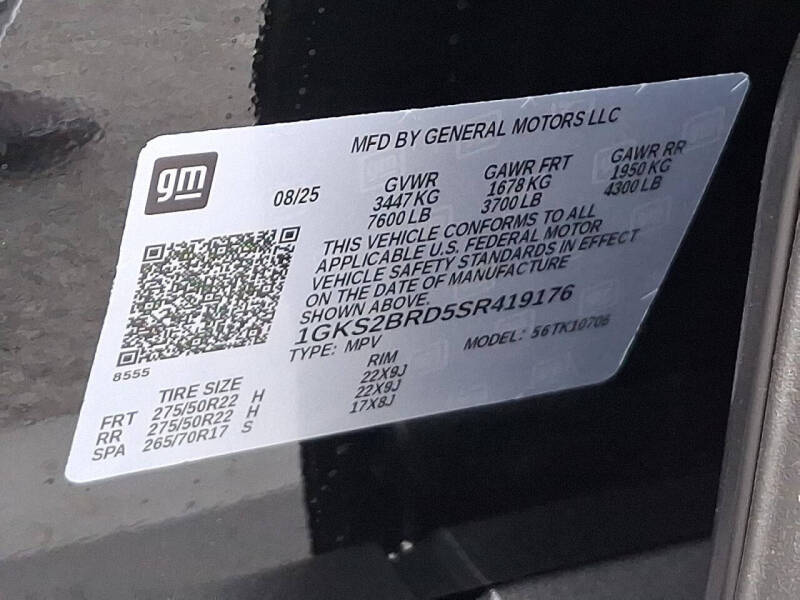 MFD BY GENERAL MOTORS LLC
gm
08/25
GVWR GAWR FRT GAWR RR
3447 KG 1678 KG 1950 KG
7600 LB 3700 LB 4300 LB
THIS VEHICLE CONFORMS TO ALL
APPLICABLE U.S. FEDERAL MOTOR
VEHICLE SAFETY STANDARDS IN EFFECT
ON THE DATE OF MANUFACTURE
SHOWN ABOVE.
1GKS2BRD5SR419176
TYPE: MPV MODEL: 56TK10706
8555
TIRE SIZE RIM
FRT 275/50R22 H 22X9J
RR 275/50R22 H 22X9J
SPA 265/70R17 S 17X8J